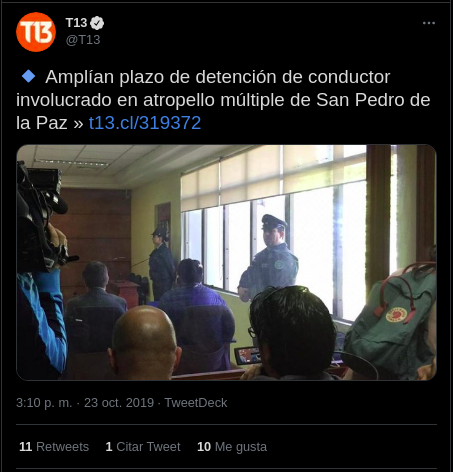 T13
@T13
Amplían plazo de detención de conductor
involucrado en atropello múltiple de San Pedro de
la Paz » t13.cl/319372
3:10 p. m. · 23 oct. 2019 · TweetDeck
11 Retweets 1 Citar Tweet 10 Me gusta